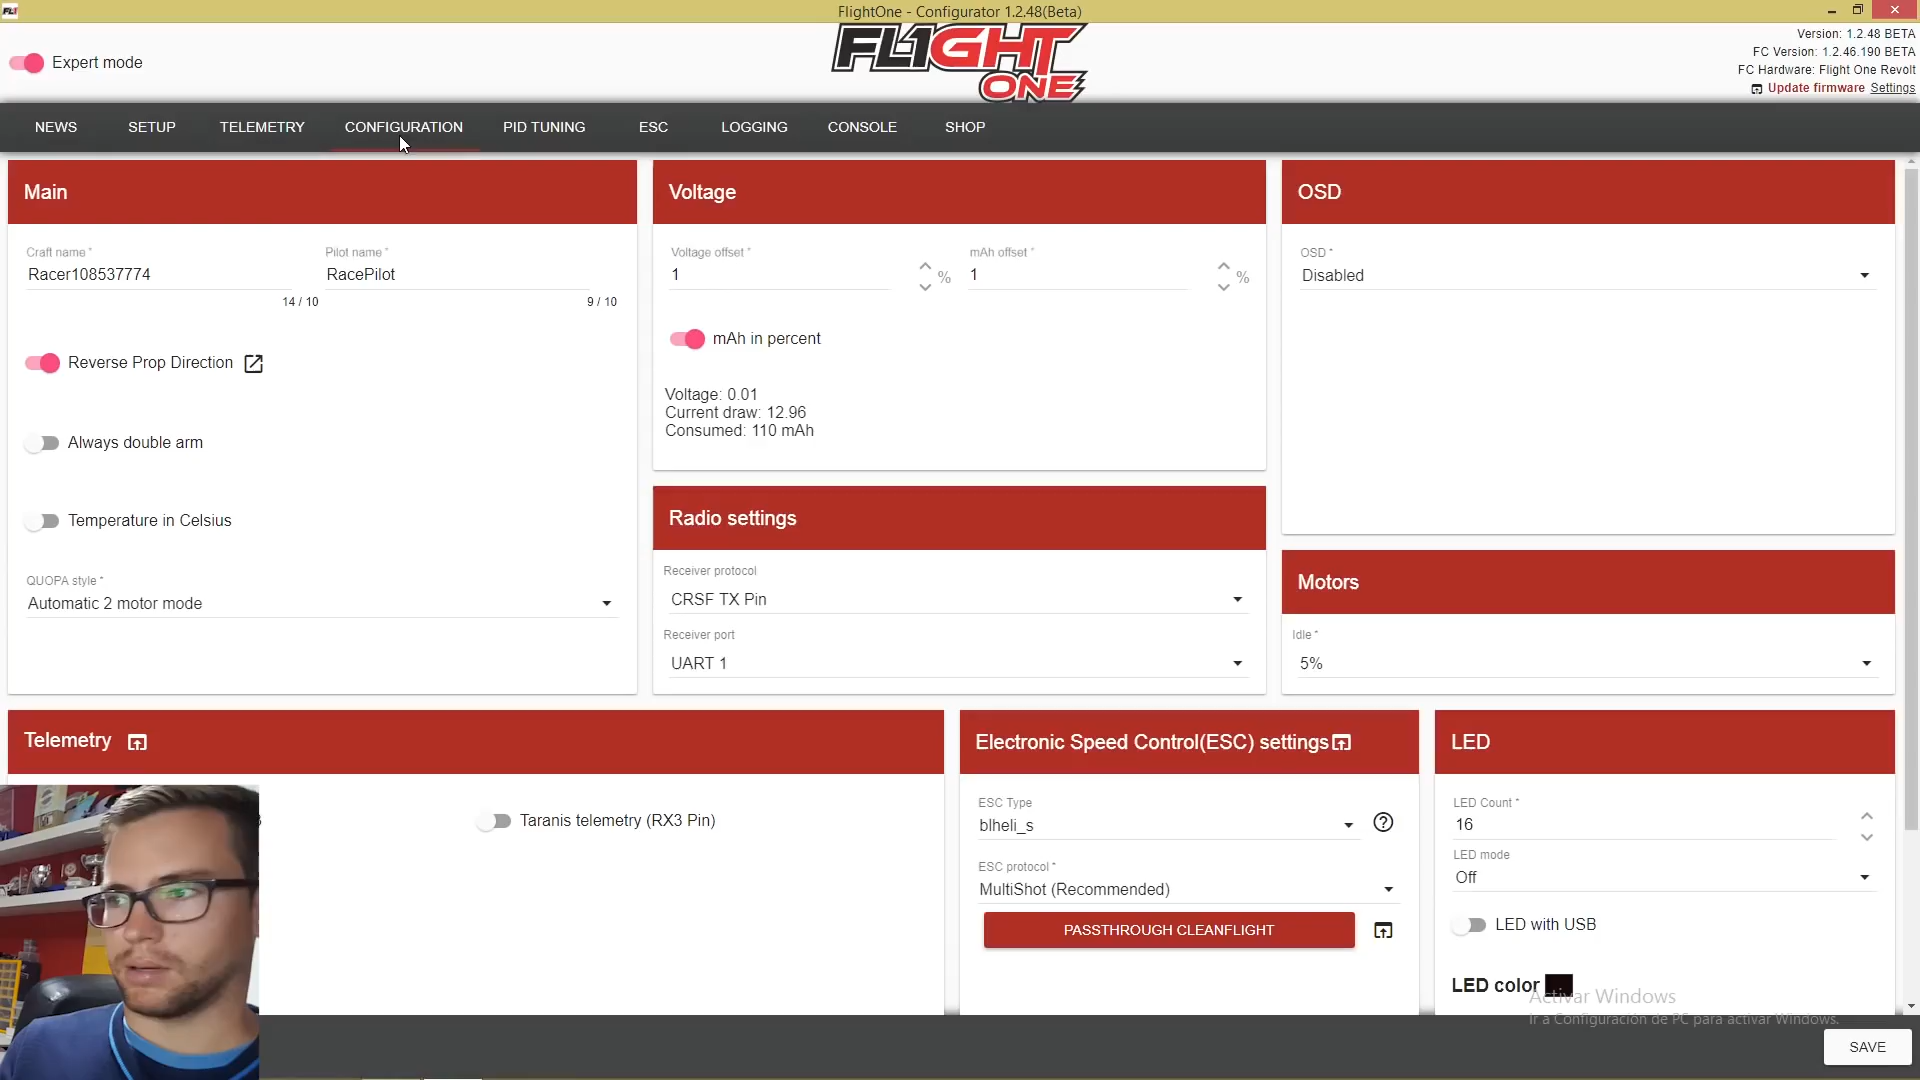 FlightOne - Configurator 1.2.48(Beta)
Expert mode
FL1GHT
ONE
Version: 1.2.48 BETA
FC Version: 1.2.46.190 BETA
FC Hardware: Flight One Revolt
Update firmware Settings
NEWS SETUP TELEMETRY CONFIGURATION PID TUNING ESC LOGGING CONSOLE SHOP
Main
Craft name *
Racer108537774
14 / 10
Pilot name *
RacePilot
9 / 10
Reverse Prop Direction
Always double arm
Temperature in Celsius
QUOPA style *
Automatic 2 motor mode
Voltage
Voltage offset *
1 %
mAh offset *
1 %
mAh in percent
Voltage: 0.01
Current draw: 12.96
Consumed: 110 mAh
Radio settings
Receiver protocol
CRSF TX Pin
Receiver port
UART 1
OSD
OSD *
Disabled
Motors
Idle *
5%
Telemetry
Taranis telemetry (RX3 Pin)
Electronic Speed Control(ESC) settings
ESC Type
blheli_s
ESC protocol *
MultiShot (Recommended)
PASSTHROUGH CLEANFLIGHT
LED
LED Count *
16
LED mode
Off
LED with USB
LED color
Activar Windows
Ir a Configuración de PC para activar Windows.
SAVE